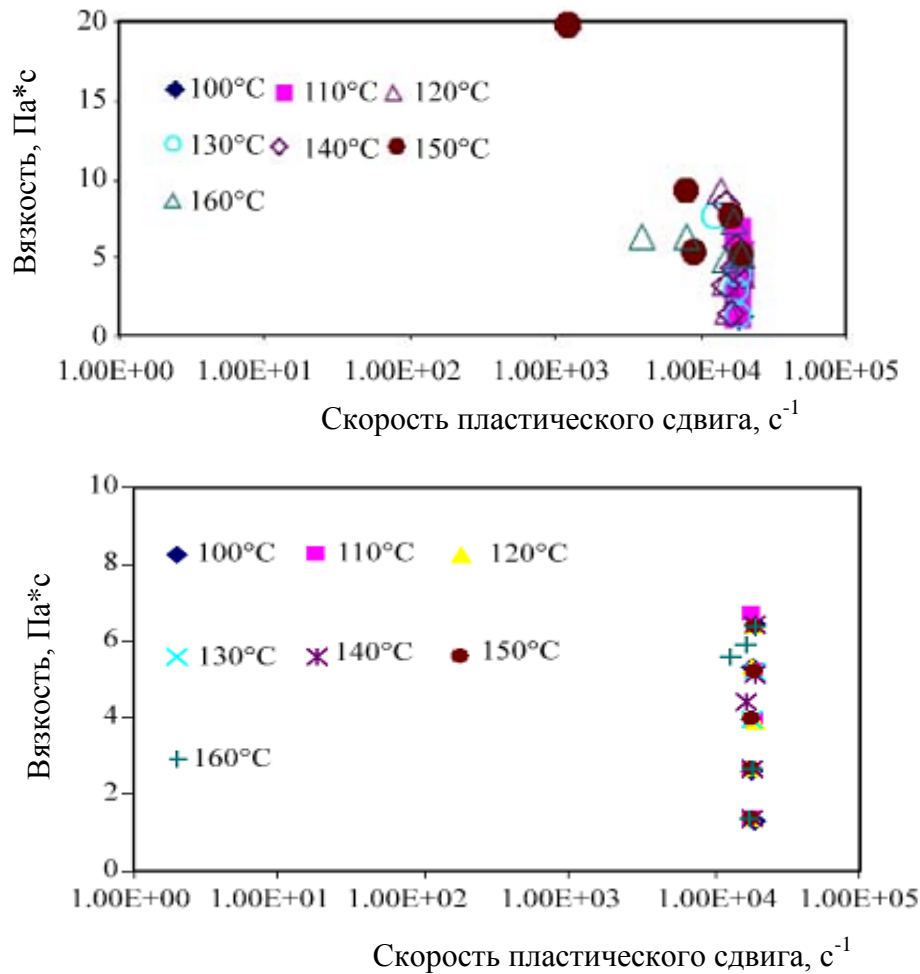 20
15
10
5
0
Вязкость, Па*с
100°C 110°C 120°C
130°C 140°C 150°C
160°C
1.00E+00 1.00E+01 1.00E+02 1.00E+03 1.00E+04 1.00E+05
Скорость пластического сдвига, с⁻¹
10
8
6
4
2
0
Вязкость, Па*с
100°C 110°C 120°C
130°C 140°C 150°C
160°C
1.00E+00 1.00E+01 1.00E+02 1.00E+03 1.00E+04 1.00E+05
Скорость пластического сдвига, с⁻¹